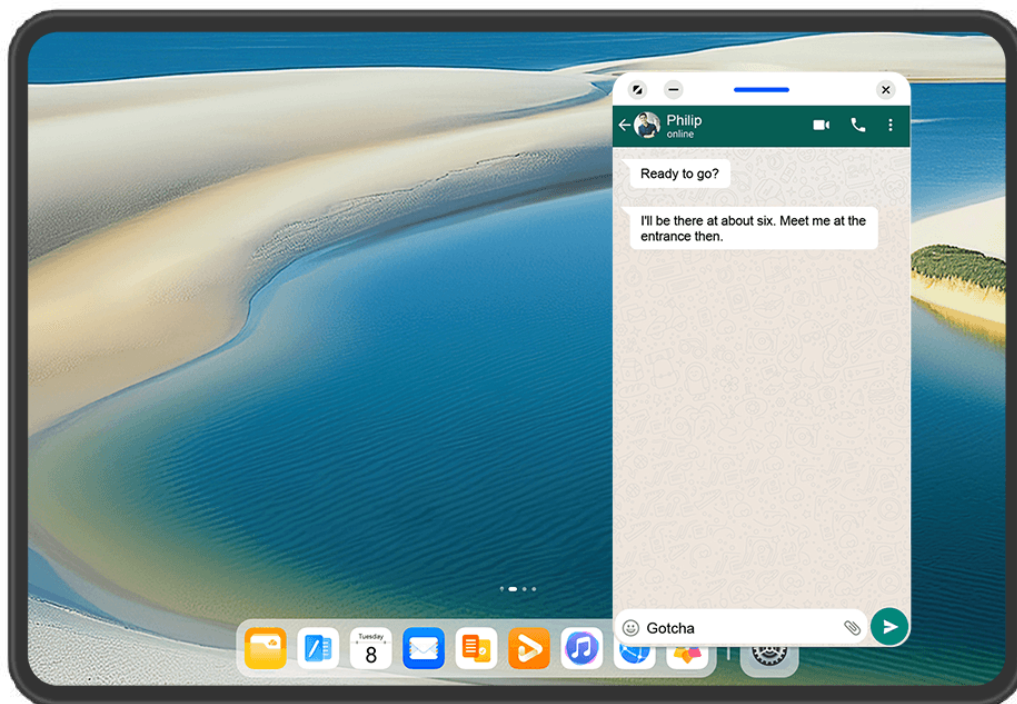 Philip
online
Ready to go?
I'll be there at about six. Meet me at the
entrance then.
Gotcha
Tuesday
8